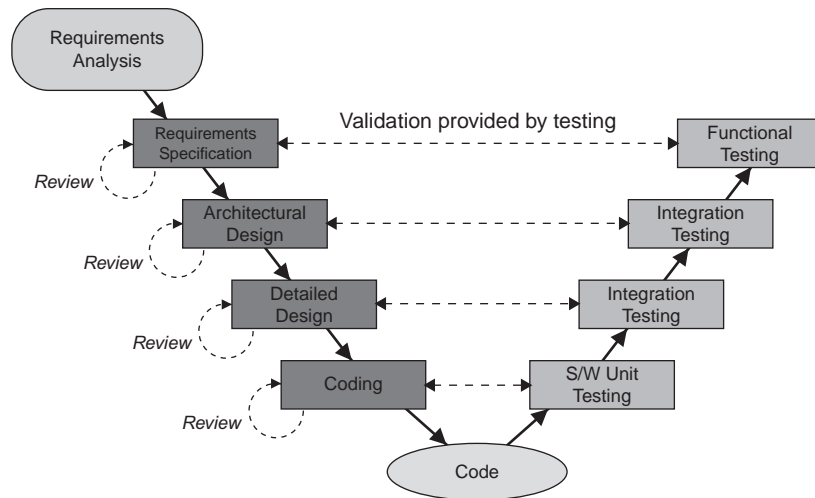 Requirements
Analysis
Validation provided by testing
Requirements
Specification
Functional
Testing
Review
Architectural
Design
Integration
Testing
Review
Detailed
Design
Integration
Testing
Review
Coding
S/W Unit
Testing
Review
Code